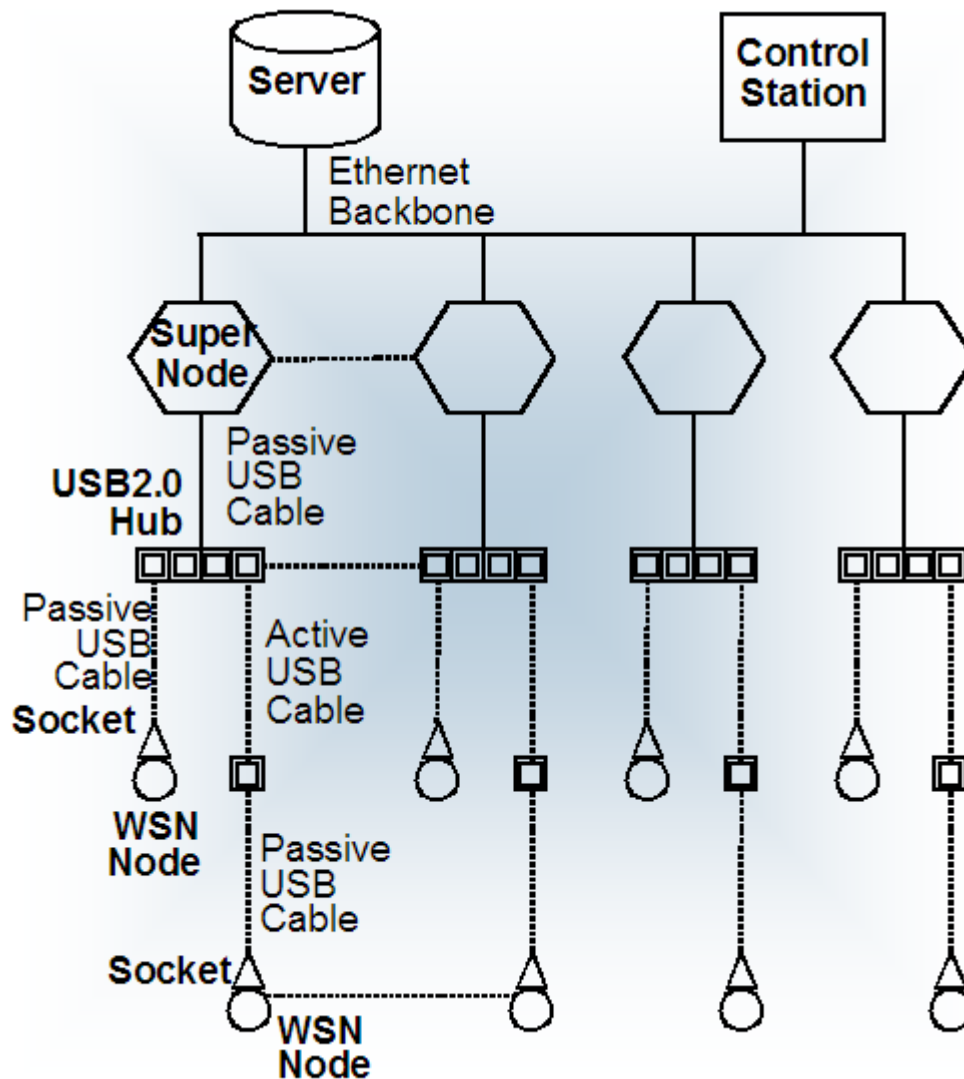 Server
Control
Station
Ethernet
Backbone
Super
Node
Passive
USB
Cable
USB2.0
Hub
Passive
USB
Cable
Active
USB
Cable
Socket
WSN
Node
Passive
USB
Cable
Socket
WSN
Node